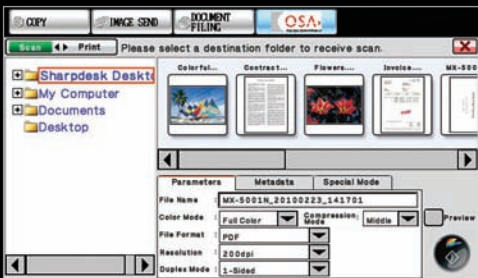 COPY IMAGE SEND DOCUMENT FILING OSA
Scan Print Please select a destination folder to receive scan.
Sharpdesk Deskto
My Computer
Documents
Desktop
Colorful... Contrast... Flowers... Invoice... MX-500
Parameters Metadata Special Mode
File Name : MX-5001N_20100223_141701
Color Mode : Full Color Compression Mode : Middle Preview
File Format : PDF
Resolution : 200dpi
Duplex Mode : 1-Sided